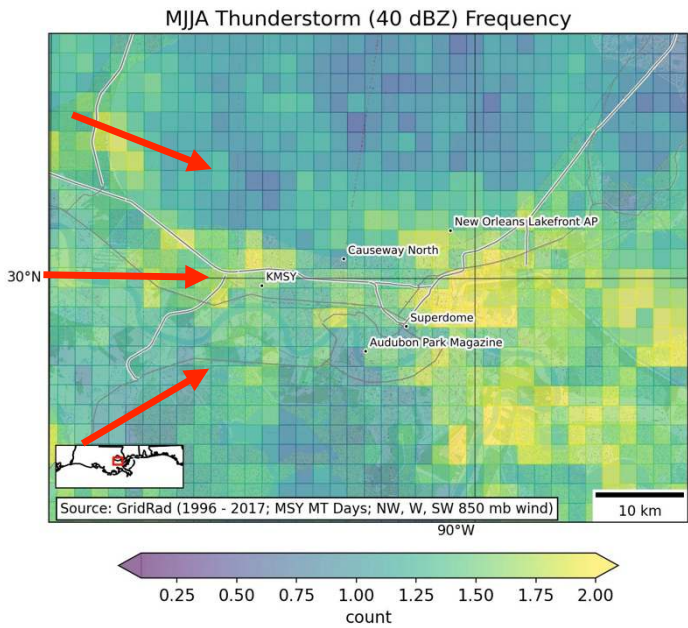 MJJA Thunderstorm (40 dBZ) Frequency
New Orleans Lakefront AP
Causeway North
30°N
KMSY
Superdome
Audubon Park Magazine
Source: GridRad (1996 - 2017; MSY MT Days; NW, W, SW 850 mb wind)
10 km
90°W
0.25 0.50 0.75 1.00 1.25 1.50 1.75 2.00
count